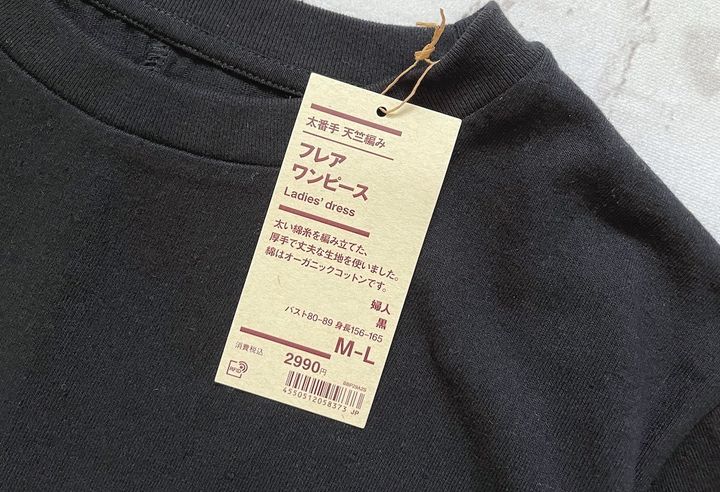 太番手 天竺編み
フレア
ワンピース
Ladies' dress
太い綿糸を編み立てた、
厚手で丈夫な生地を使いました。
綿はオーガニックコットンです。
婦人
黒
バスト80-89 身長156-165
M-L
消費税込
2990円
RFID
4550512058373 JP